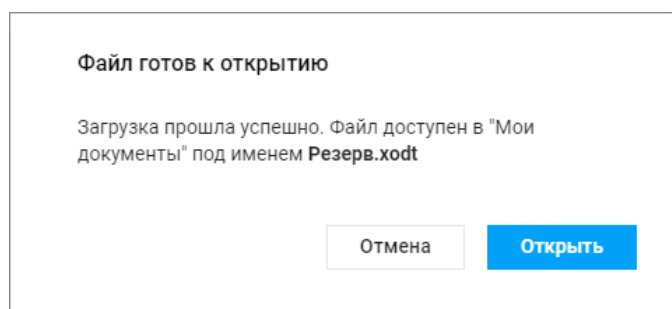 Файл готов к открытию
Загрузка прошла успешно. Файл доступен в "Мои
документы" под именем Резерв.xodt
Отмена
Открыть